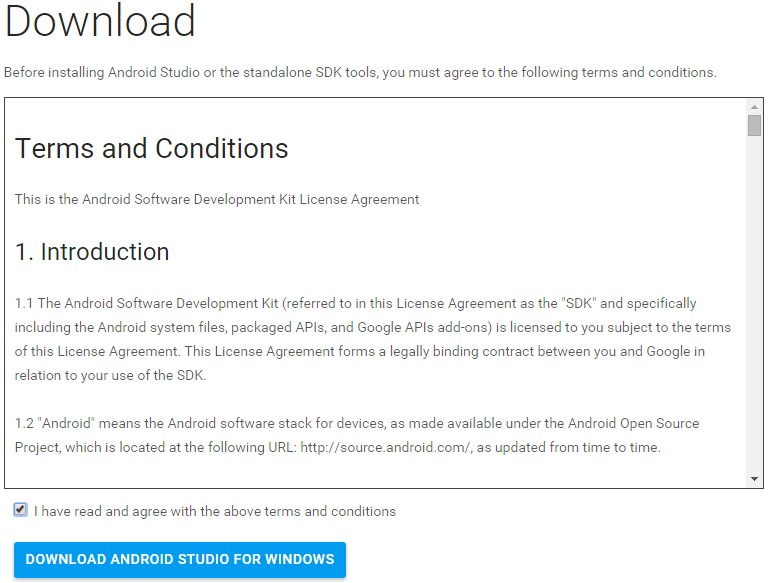 Download
Before installing Android Studio or the standalone SDK tools, you must agree to the following terms and conditions.
Terms and Conditions
This is the Android Software Development Kit License Agreement
1. Introduction
1.1 The Android Software Development Kit (referred to in this License Agreement as the "SDK" and specifically
including the Android system files, packaged APIs, and Google APIs add-ons) is licensed to you subject to the terms
of this License Agreement. This License Agreement forms a legally binding contract between you and Google in
relation to your use of the SDK.
1.2 "Android" means the Android software stack for devices, as made available under the Android Open Source
Project, which is located at the following URL: http://source.android.com/, as updated from time to time.
I have read and agree with the above terms and conditions
DOWNLOAD ANDROID STUDIO FOR WINDOWS